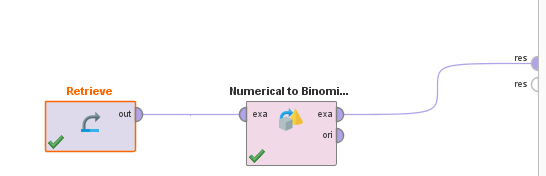 res
Retrieve
Numerical to Binomi...
res
out
exa
exa
ori